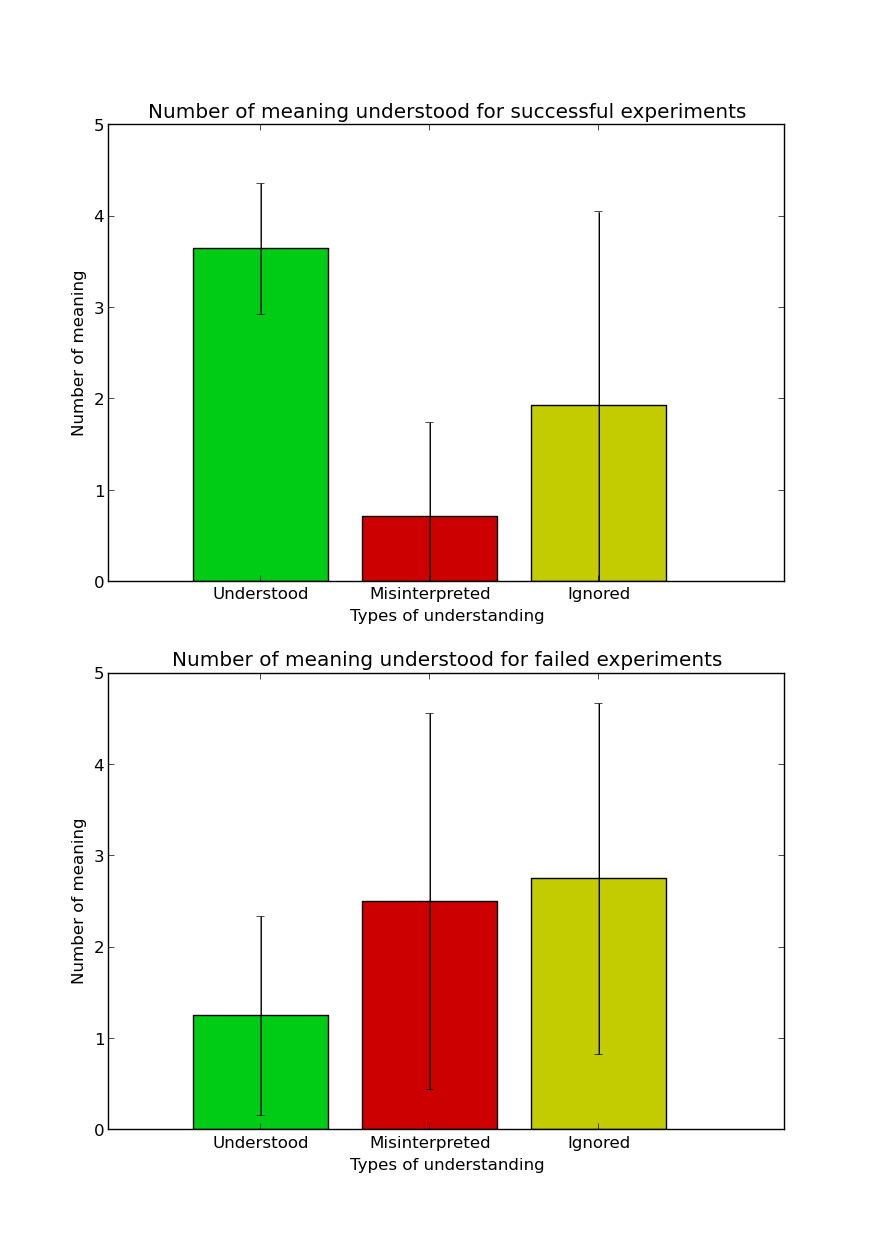 Number of meaning understood for successful experiments
5
4
3
2
1
0
Number of meaning
Understood Misinterpreted Ignored
Types of understanding
Number of meaning understood for failed experiments
5
4
3
2
1
0
Number of meaning
Understood Misinterpreted Ignored
Types of understanding